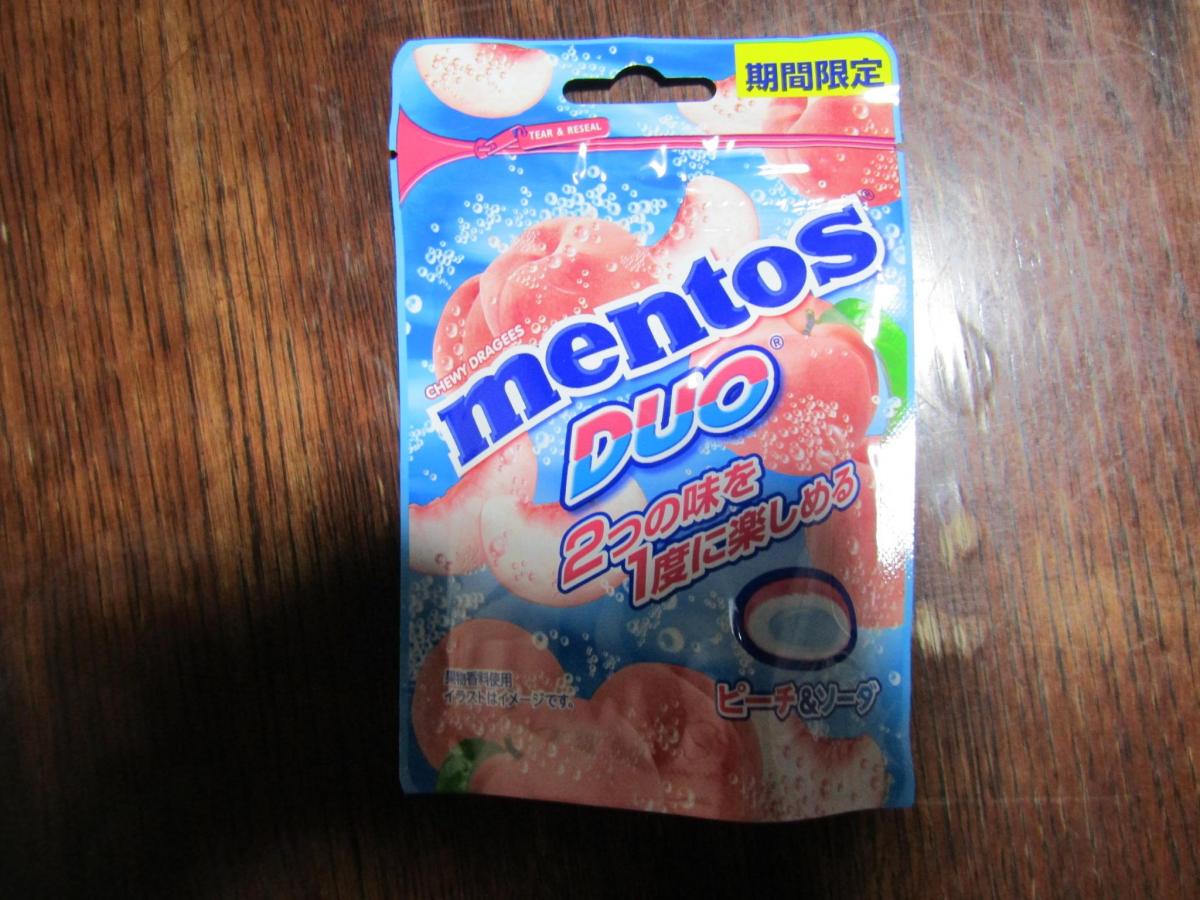 期間限定
TEAR & RESEAL
CHEWY DRAGEES
mentos®
DUO®
2つの味を
1度に楽しめる
果物香料使用
イラストはイメージです。
ピーチ&ソーダ